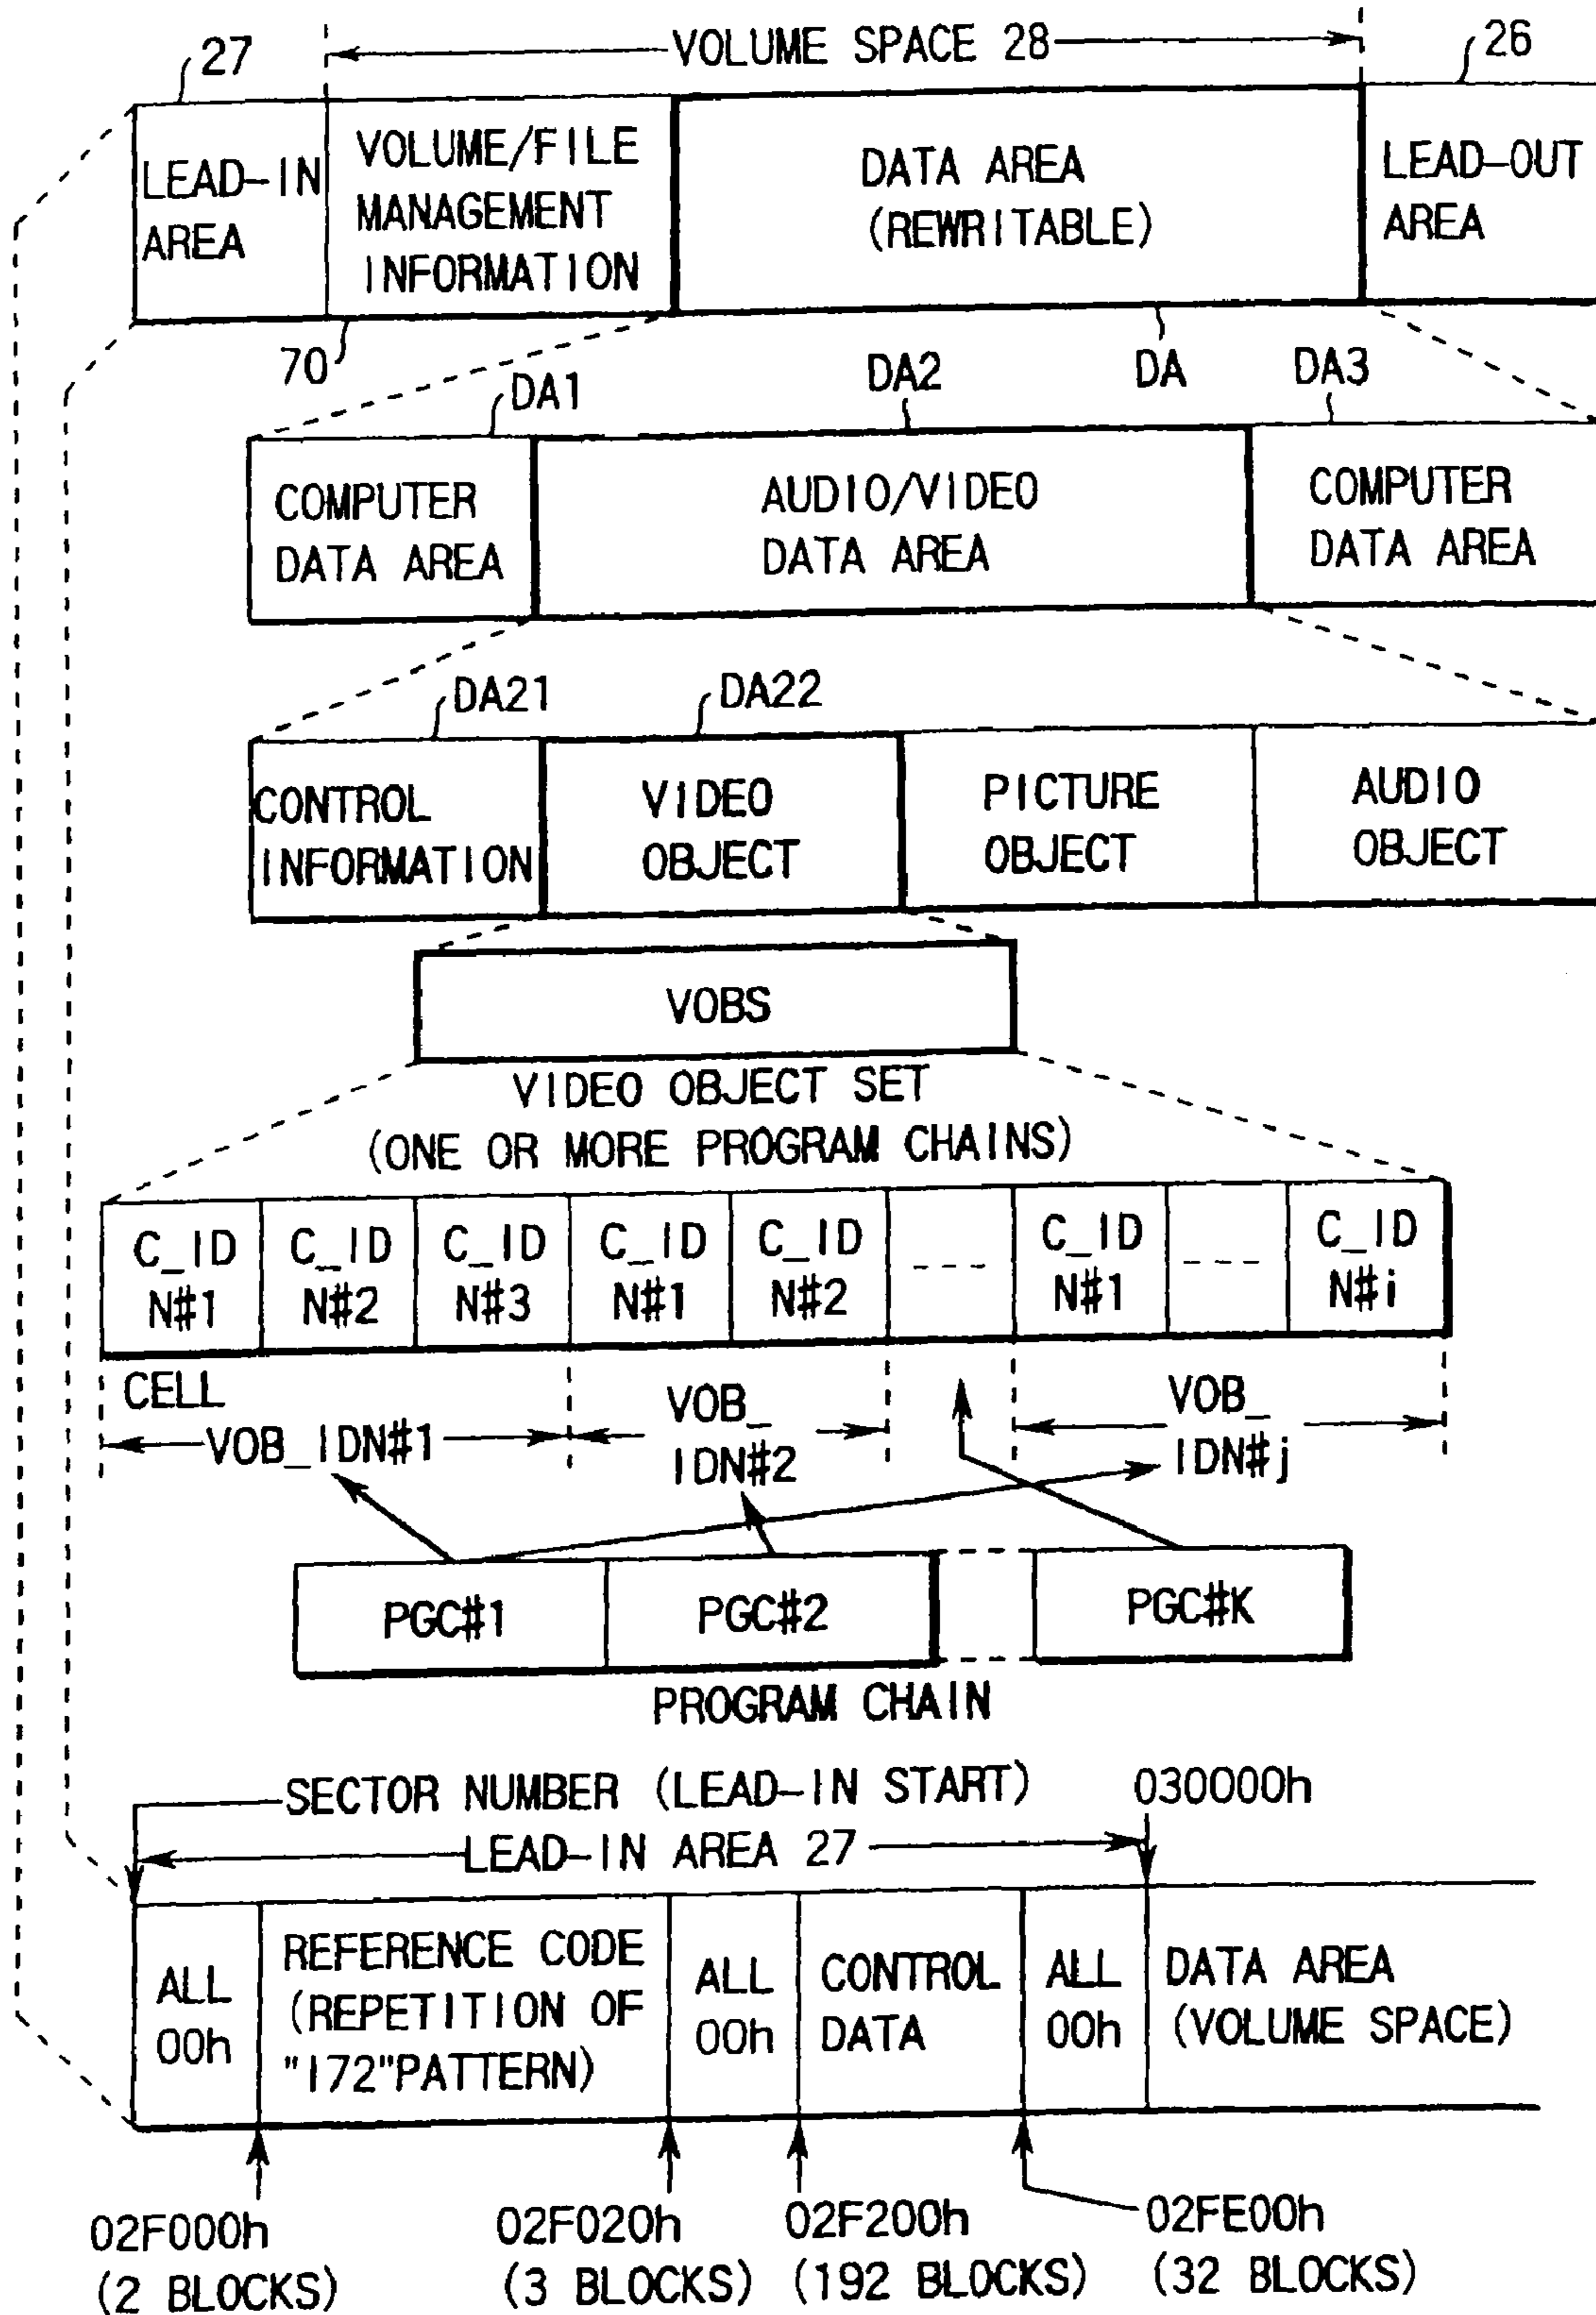 VOLUME SPACE 28
27
26
LEAD-IN
AREA
VOLUME/FILE
MANAGEMENT
INFORMATION
DATA AREA
(REWRITABLE)
LEAD-OUT
AREA
70
DA1
DA2
DA
DA3
COMPUTER
DATA AREA
AUDIO/VIDEO
DATA AREA
COMPUTER
DATA AREA
DA21
DA22
CONTROL
INFORMATION
VIDEO
OBJECT
PICTURE
OBJECT
AUDIO
OBJECT
VOBS
VIDEO OBJECT SET
(ONE OR MORE PROGRAM CHAINS)
C_ID
N#1
C_ID
N#2
C_ID
N#3
C_ID
N#1
C_ID
N#2
----
C_ID
N#1
----
C_ID
N#i
CELL
VOB_IDN#1
VOB_
IDN#2
VOB_
IDN#j
PGC#1
PGC#2
PGC#K
PROGRAM CHAIN
SECTOR NUMBER (LEAD-IN START)
030000h
LEAD-IN AREA 27
ALL
00h
REFERENCE CODE
(REPETITION OF
"172"PATTERN)
ALL
00h
CONTROL
DATA
ALL
00h
DATA AREA
(VOLUME SPACE)
02F000h
(2 BLOCKS)
02F020h
(3 BLOCKS)
02F200h
(192 BLOCKS)
02FE00h
(32 BLOCKS)